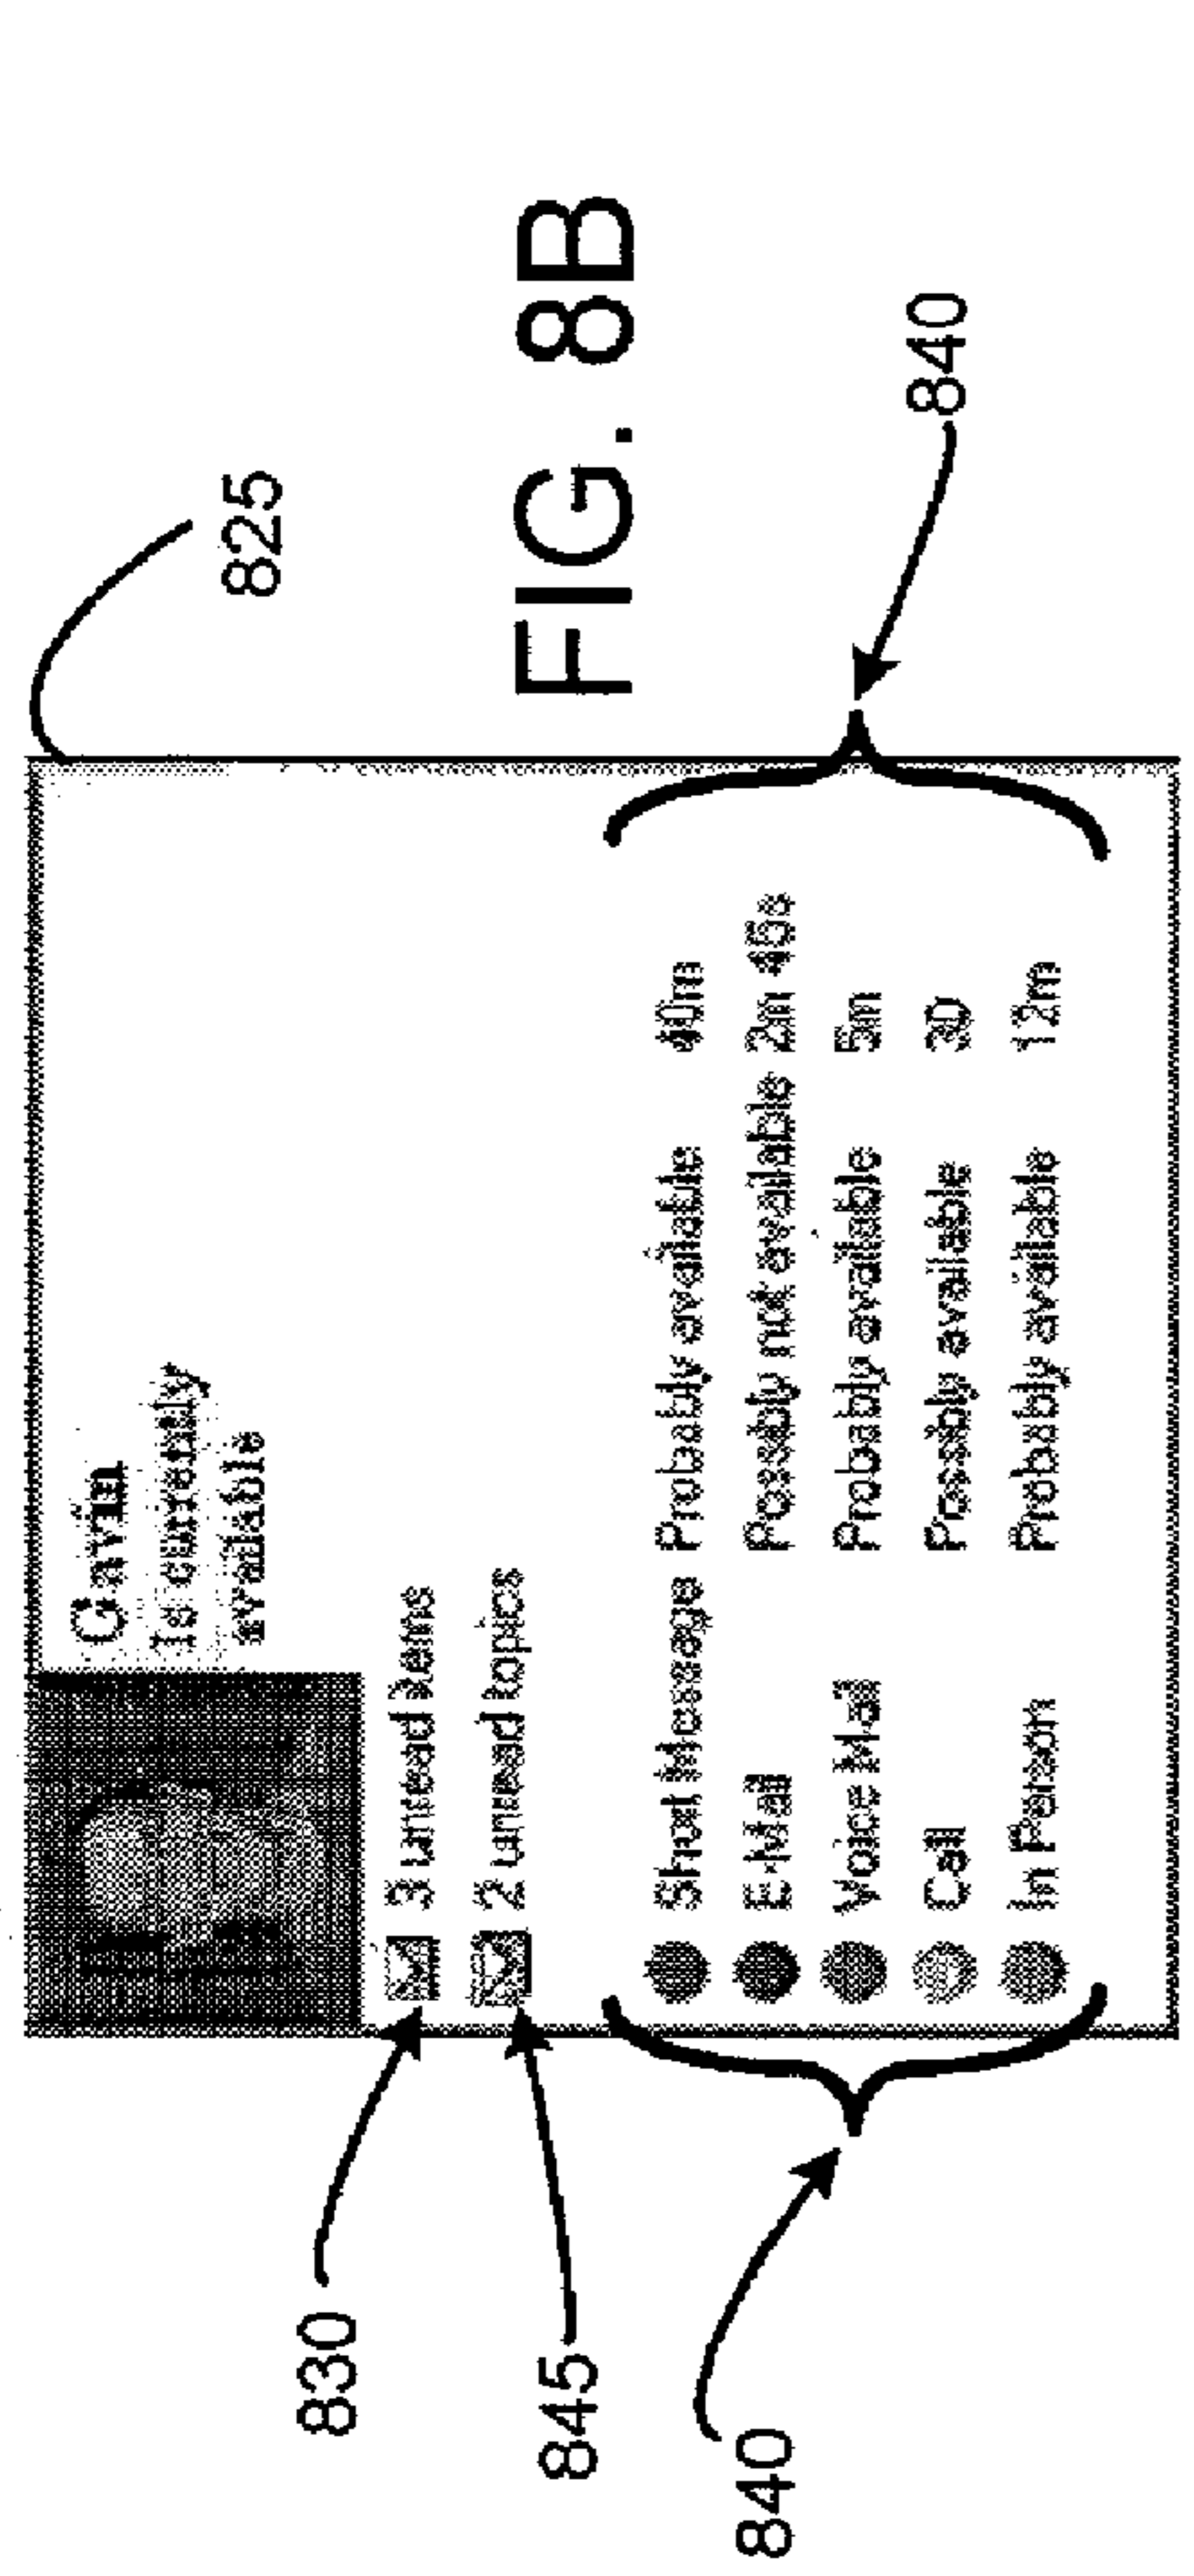 825
Gavin
Is currently
available
830
3 unread items
845
2 unread topics
FIG. 8B
840
Short Message Probably available 40m
E-Mail Possibly not available 2m 46s
Voice Mail Probably available 5m
Call Possibly available 30
In Person Probably available 12m
840